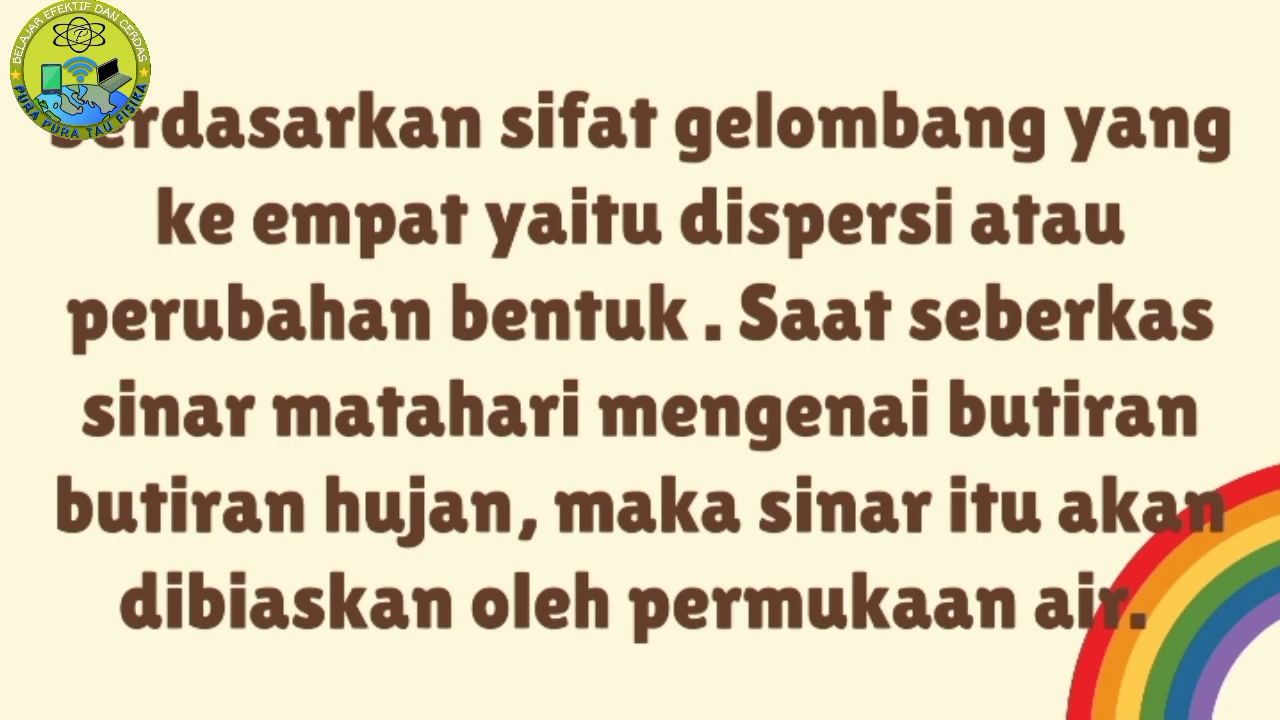 BELAJAR EFEKTIF DAN CERDAS
PURA PURA TAU FISIKA
Berdasarkan sifat gelombang yang
ke empat yaitu dispersi atau
perubahan bentuk . Saat seberkas
sinar matahari mengenai butiran
butiran hujan, maka sinar itu akan
dibiaskan oleh permukaan air.